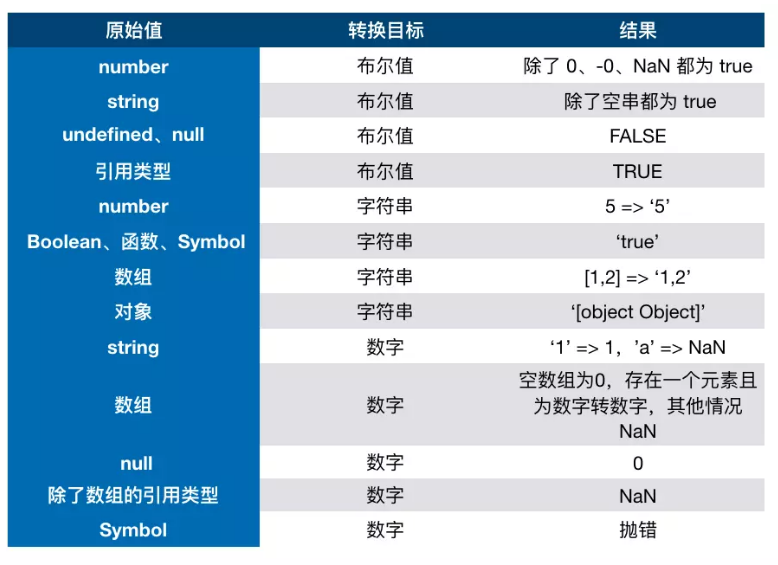 原始值 转换目标 结果
number 布尔值 除了 0、-0、NaN 都为 true
string 布尔值 除了空串都为 true
undefined、null 布尔值 FALSE
引用类型 布尔值 TRUE
number 字符串 5 => ‘5’
Boolean、函数、Symbol 字符串 ‘true’
数组 字符串 [1,2] => ‘1,2’
对象 字符串 ‘[object Object]’
string 数字 ‘1’ => 1，’a’ => NaN
数组 数字 空数组为0，存在一个元素且
为数字转数字，其他情况
NaN
null 数字 0
除了数组的引用类型 数字 NaN
Symbol 数字 抛错